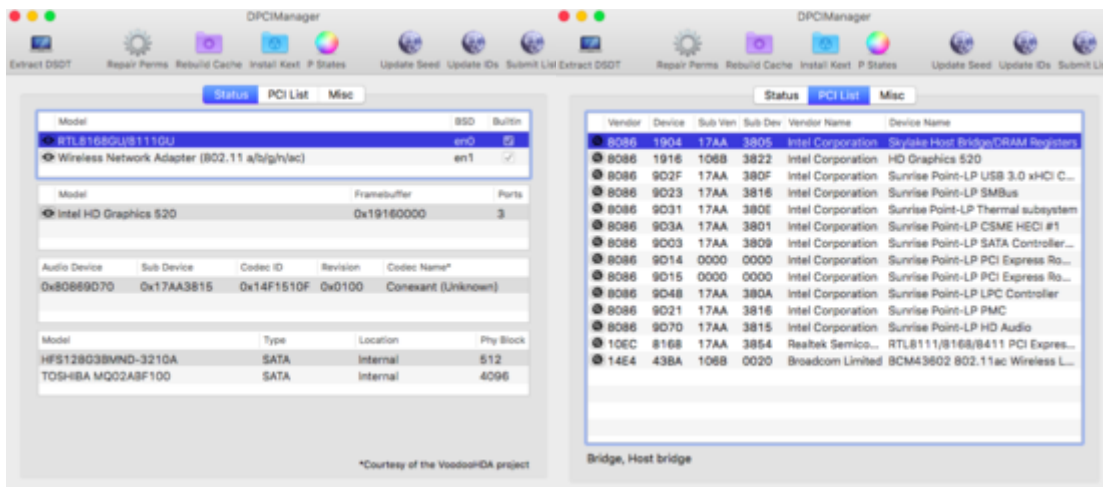 DPCIManager
Extract DSDT Repair Perms Rebuild Cache Install Kext P States Update Seed Update IDs Submit List
Status PCI List Misc
Model BSD Builtin
RTL8168GU/8111GU en0
Wireless Network Adapter (802.11 a/b/g/n/ac) en1
Model Framebuffer Ports
Intel HD Graphics 520 0x19160000 3
Audio Device Sub Device Codec ID Revision Codec Name*
0x80869D70 0x17AA3815 0x14F1510F 0x0100 Conexant (Unknown)
Model Type Location Phy Block
HFS128G3BMND-3210A SATA Internal 512
TOSHIBA MQ02ABF100 SATA Internal 4096
*Courtesy of the VoodooHDA project
DPCIManager
Extract DSDT Repair Perms Rebuild Cache Install Kext P States Update Seed Update IDs Submit Li
Status PCI List Misc
Vendor Device Sub Ven Sub Dev Vendor Name Device Name
8086 1904 17AA 3805 Intel Corporation Skylake Host Bridge/DRAM Registers
8086 1916 106B 3822 Intel Corporation HD Graphics 520
8086 9D2F 17AA 380F Intel Corporation Sunrise Point-LP USB 3.0 xHCI C...
8086 9D23 17AA 3816 Intel Corporation Sunrise Point-LP SMBus
8086 9D31 17AA 380E Intel Corporation Sunrise Point-LP Thermal subsystem
8086 9D3A 17AA 3801 Intel Corporation Sunrise Point-LP CSME HECI #1
8086 9D03 17AA 3809 Intel Corporation Sunrise Point-LP SATA Controller...
8086 9D14 0000 0000 Intel Corporation Sunrise Point-LP PCI Express Ro...
8086 9D15 0000 0000 Intel Corporation Sunrise Point-LP PCI Express Ro...
8086 9D48 17AA 380A Intel Corporation Sunrise Point-LP LPC Controller
8086 9D21 17AA 3816 Intel Corporation Sunrise Point-LP PMC
8086 9D70 17AA 3815 Intel Corporation Sunrise Point-LP HD Audio
10EC 8168 17AA 3854 Realtek Semico... RTL8111/8168/8411 PCI Expres...
14E4 43BA 106B 0020 Broadcom Limited BCM43602 802.11ac Wireless L...
Bridge, Host bridge